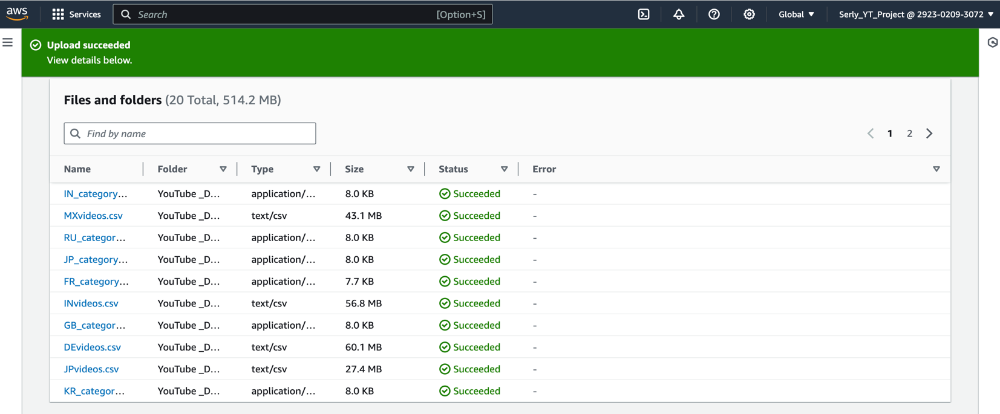 aws Services Search [Option+S] Global Serly_YT_Project @ 2923-0209-3072
Upload succeeded
View details below.
Files and folders (20 Total, 514.2 MB)
Find by name 1 2
Name Folder Type Size Status Error
IN_category... YouTube _D... application/... 8.0 KB Succeeded -
MXvideos.csv YouTube _D... text/csv 43.1 MB Succeeded -
RU_categor... YouTube _D... application/... 8.0 KB Succeeded -
JP_category... YouTube _D... application/... 8.0 KB Succeeded -
FR_category... YouTube _D... application/... 7.7 KB Succeeded -
INvideos.csv YouTube _D... text/csv 56.8 MB Succeeded -
GB_categor... YouTube _D... application/... 8.0 KB Succeeded -
DEvideos.csv YouTube _D... text/csv 60.1 MB Succeeded -
JPvideos.csv YouTube _D... text/csv 27.4 MB Succeeded -
KR_categor... YouTube _D... application/... 8.0 KB Succeeded -